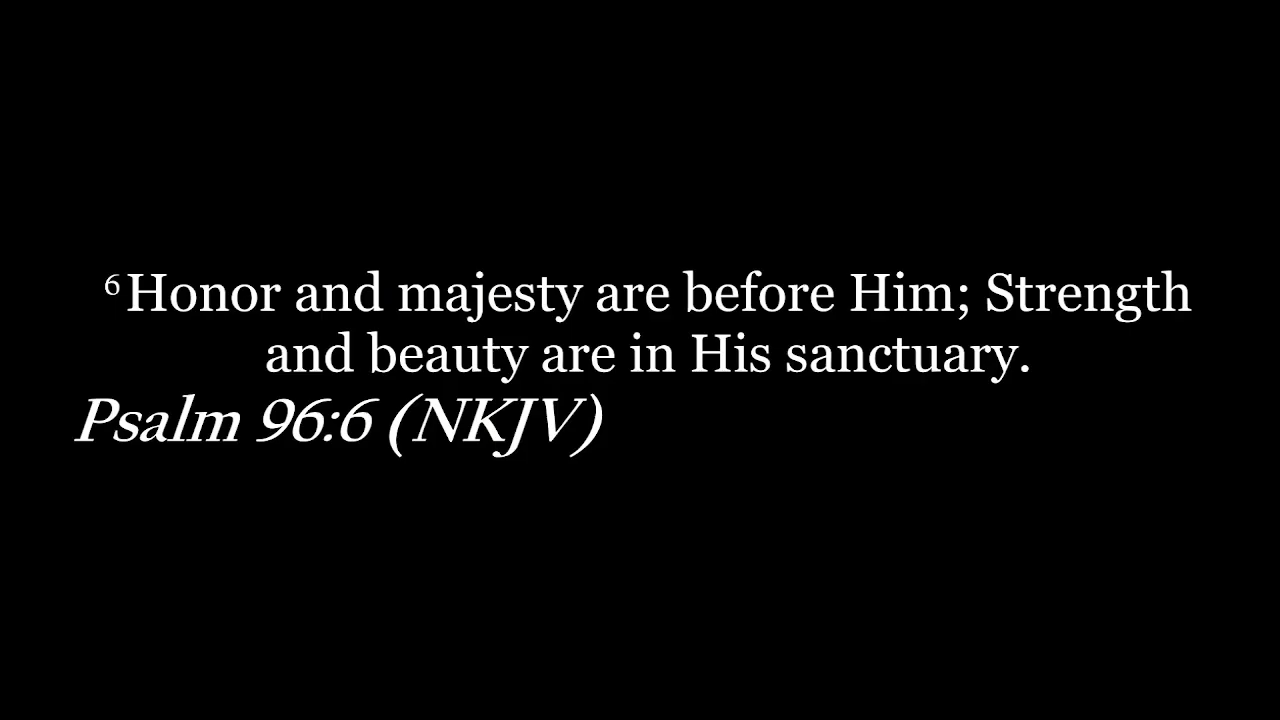 6 Honor and majesty are before Him; Strength
and beauty are in His sanctuary.
Psalm 96:6 (NKJV)